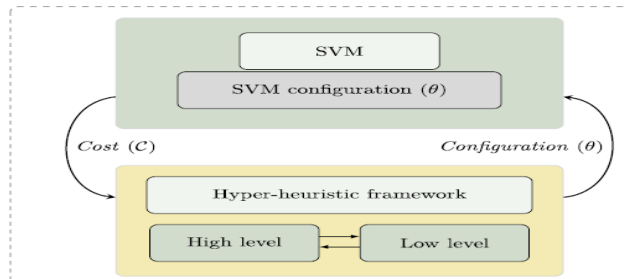 SVM
SVM configuration (θ)
Cost (C)
Configuration (θ)
Hyper-heuristic framework
High level
Low level